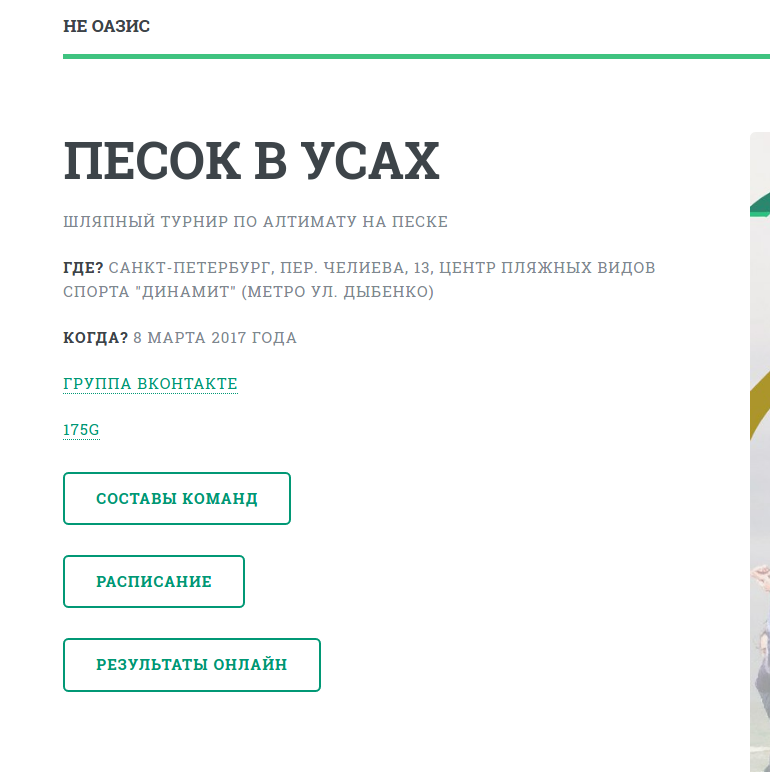 НЕ ОАЗИС
ПЕСОК В УСАХ
ШЛЯПНЫЙ ТУРНИР ПО АЛТИМАТУ НА ПЕСКЕ
ГДЕ? САНКТ-ПЕТЕРБУРГ, ПЕР. ЧЕЛИЕВА, 13, ЦЕНТР ПЛЯЖНЫХ ВИДОВ
СПОРТА "ДИНАМИТ" (МЕТРО УЛ. ДЫБЕНКО)
КОГДА? 8 МАРТА 2017 ГОДА
ГРУППА ВКОНТАКТЕ
175G
СОСТАВЫ КОМАНД
РАСПИСАНИЕ
РЕЗУЛЬТАТЫ ОНЛАЙН